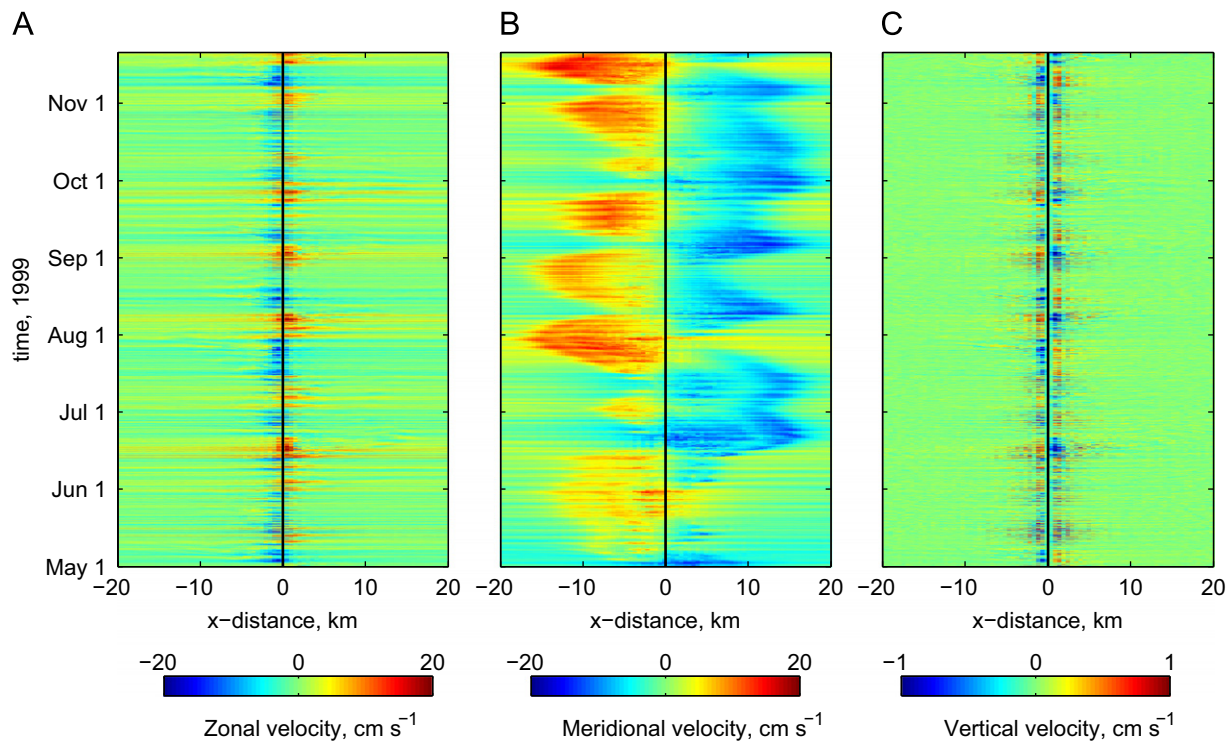 A
B
C
time, 1999
Nov 1
Oct 1
Sep 1
Aug 1
Jul 1
Jun 1
May 1
−20 −10 0 10 20
−20 −10 0 10 20
−20 −10 0 10 20
x−distance, km
x−distance, km
x−distance, km
−20 0 20
−20 0 20
−1 0 1
Zonal velocity, cm s⁻¹
Meridional velocity, cm s⁻¹
Vertical velocity, cm s⁻¹